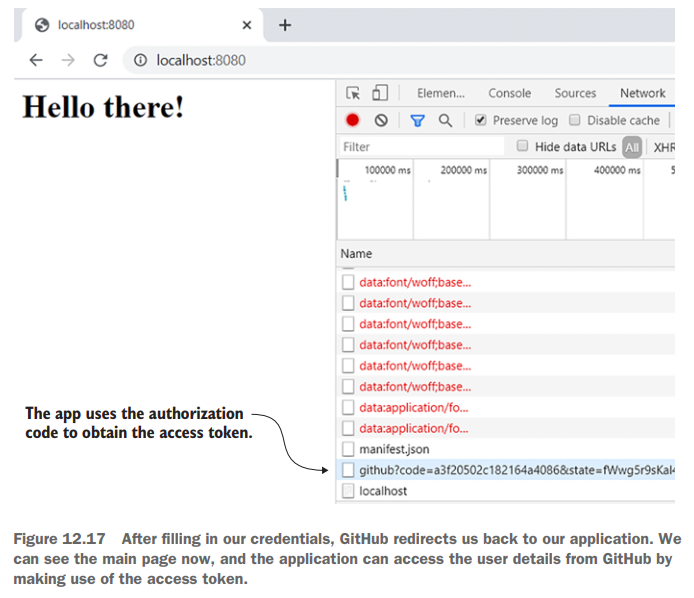 localhost:8080
localhost:8080
Hello there!
Elemen... Console Sources Network
Preserve log Disable cache
Filter Hide data URLs All XHR
100000 ms 200000 ms 300000 ms 400000 ms 5
Name
data:font/woff;base...
data:font/woff;base...
data:font/woff;base...
data:font/woff;base...
data:font/woff;base...
data:font/woff;base...
data:application/fo...
data:application/fo...
manifest.json
The app uses the authorization
code to obtain the access token.
github?code=a3f20502c182164a4086&state=fWwg5r9sKal4
localhost
Figure 12.17 After filling in our credentials, GitHub redirects us back to our application. We
can see the main page now, and the application can access the user details from GitHub by
making use of the access token.